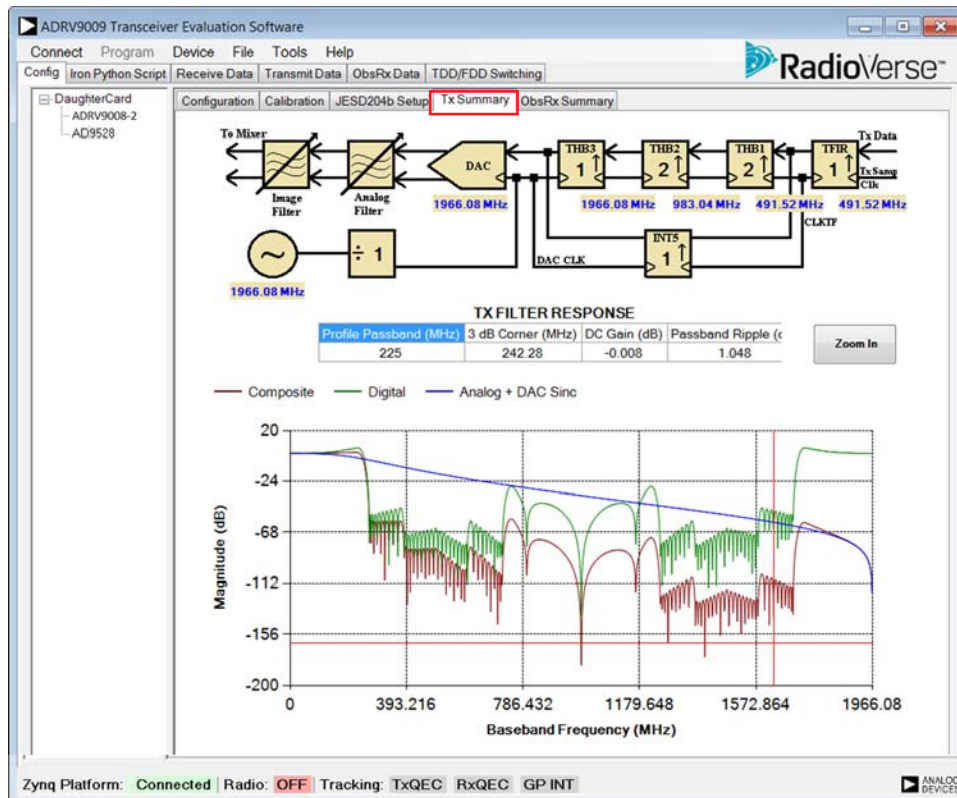 ADRV9009 Transceiver Evaluation Software
Connect Program Device File Tools Help
RadioVerse™
Config Iron Python Script Receive Data Transmit Data ObsRx Data TDD/FDD Switching
DaughterCard
ADRV9008-2
AD9528
Configuration Calibration JESD204b Setup Tx Summary ObsRx Summary
To Mixer
THB3 THB2 THB1 TFIR
Tx Data
DAC
1 2 2 1
Tx Samp
Clk
Image
Filter
Analog
Filter
1966.08 MHz 1966.08 MHz 983.04 MHz 491.52 MHz 491.52 MHz
CLKTF
~
÷ 1
INT5
1
DAC CLK
1966.08 MHz
TX FILTER RESPONSE
Profile Passband (MHz) 3 dB Corner (MHz) DC Gain (dB) Passband Ripple (c
225 242.28 -0.008 1.048
Zoom In
Composite Digital Analog + DAC Sinc
20
-24
-68
-112
-156
-200
Magnitude (dB)
0 393.216 786.432 1179.648 1572.864 1966.08
Baseband Frequency (MHz)
Zynq Platform: Connected Radio: OFF Tracking: TxQEC RxQEC GP INT
ANALOG
DEVICES